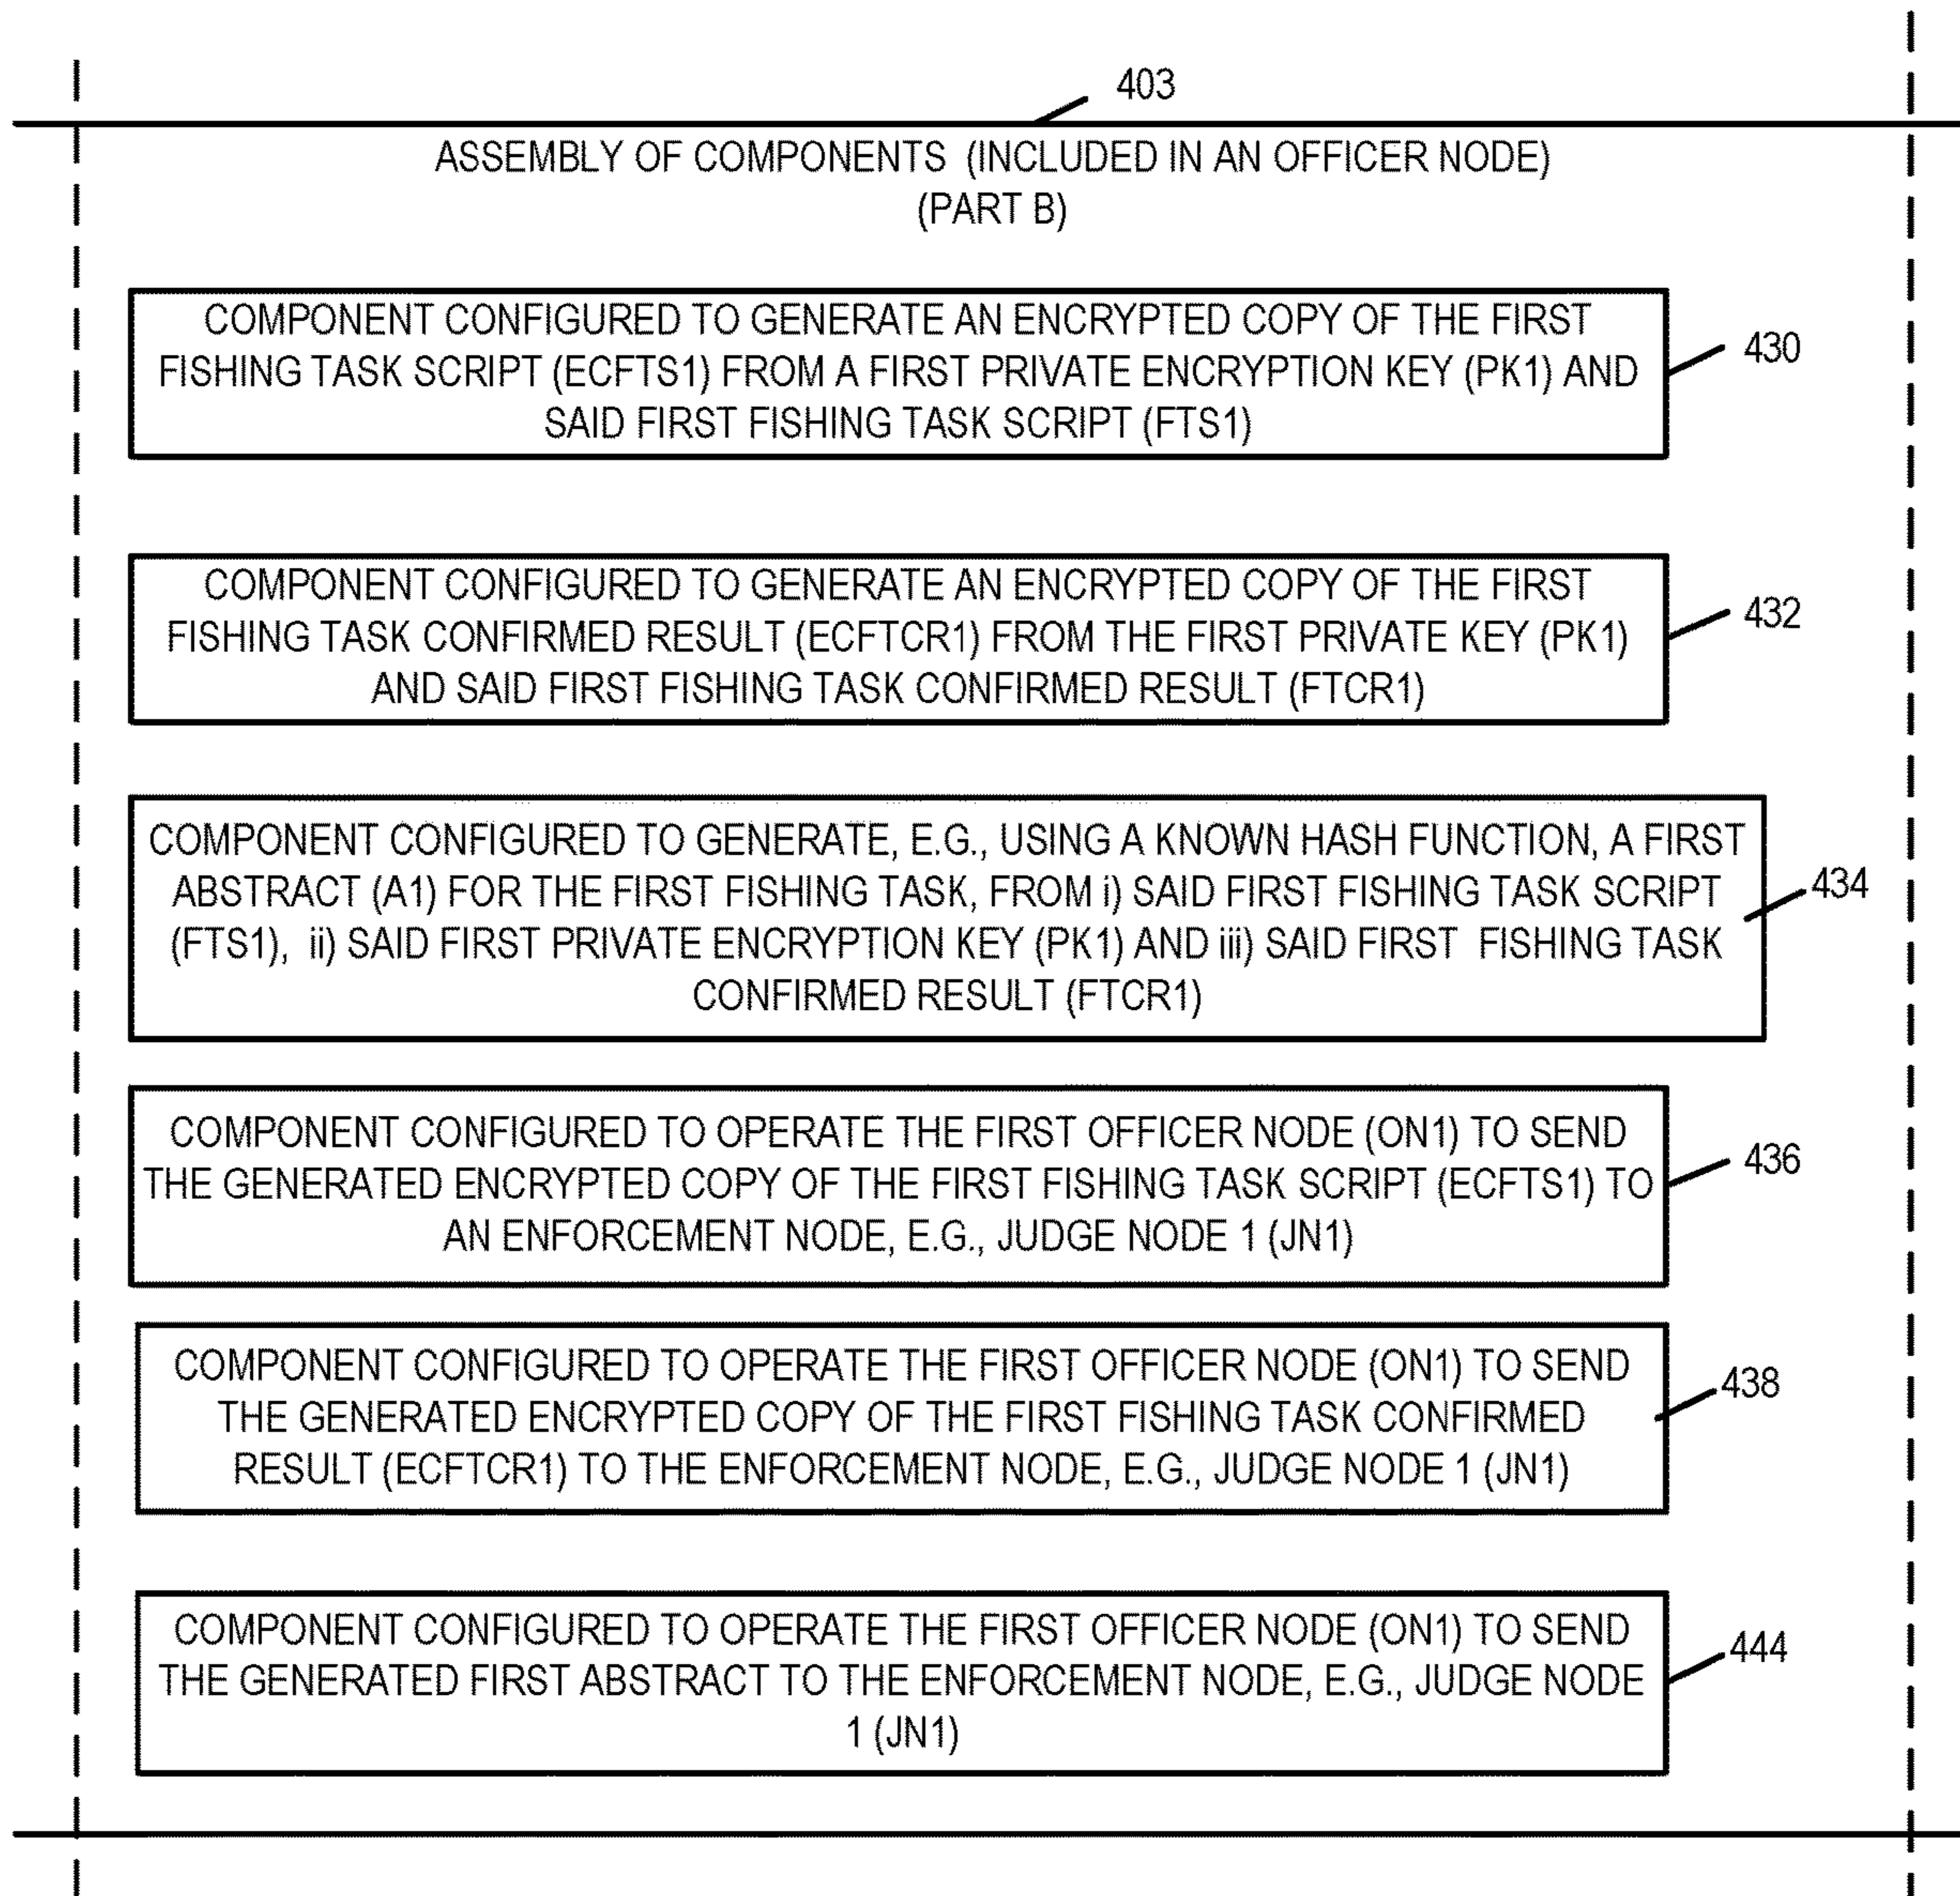 403
ASSEMBLY OF COMPONENTS (INCLUDED IN AN OFFICER NODE)
(PART B)
COMPONENT CONFIGURED TO GENERATE AN ENCRYPTED COPY OF THE FIRST
FISHING TASK SCRIPT (ECFTS1) FROM A FIRST PRIVATE ENCRYPTION KEY (PK1) AND
SAID FIRST FISHING TASK SCRIPT (FTS1)
430
COMPONENT CONFIGURED TO GENERATE AN ENCRYPTED COPY OF THE FIRST
FISHING TASK CONFIRMED RESULT (ECFTCR1) FROM THE FIRST PRIVATE KEY (PK1)
AND SAID FIRST FISHING TASK CONFIRMED RESULT (FTCR1)
432
COMPONENT CONFIGURED TO GENERATE, E.G., USING A KNOWN HASH FUNCTION, A FIRST
ABSTRACT (A1) FOR THE FIRST FISHING TASK, FROM i) SAID FIRST FISHING TASK SCRIPT
(FTS1), ii) SAID FIRST PRIVATE ENCRYPTION KEY (PK1) AND iii) SAID FIRST FISHING TASK
CONFIRMED RESULT (FTCR1)
434
COMPONENT CONFIGURED TO OPERATE THE FIRST OFFICER NODE (ON1) TO SEND
THE GENERATED ENCRYPTED COPY OF THE FIRST FISHING TASK SCRIPT (ECFTS1) TO
AN ENFORCEMENT NODE, E.G., JUDGE NODE 1 (JN1)
436
COMPONENT CONFIGURED TO OPERATE THE FIRST OFFICER NODE (ON1) TO SEND
THE GENERATED ENCRYPTED COPY OF THE FIRST FISHING TASK CONFIRMED
RESULT (ECFTCR1) TO THE ENFORCEMENT NODE, E.G., JUDGE NODE 1 (JN1)
438
COMPONENT CONFIGURED TO OPERATE THE FIRST OFFICER NODE (ON1) TO SEND
THE GENERATED FIRST ABSTRACT TO THE ENFORCEMENT NODE, E.G., JUDGE NODE
1 (JN1)
444